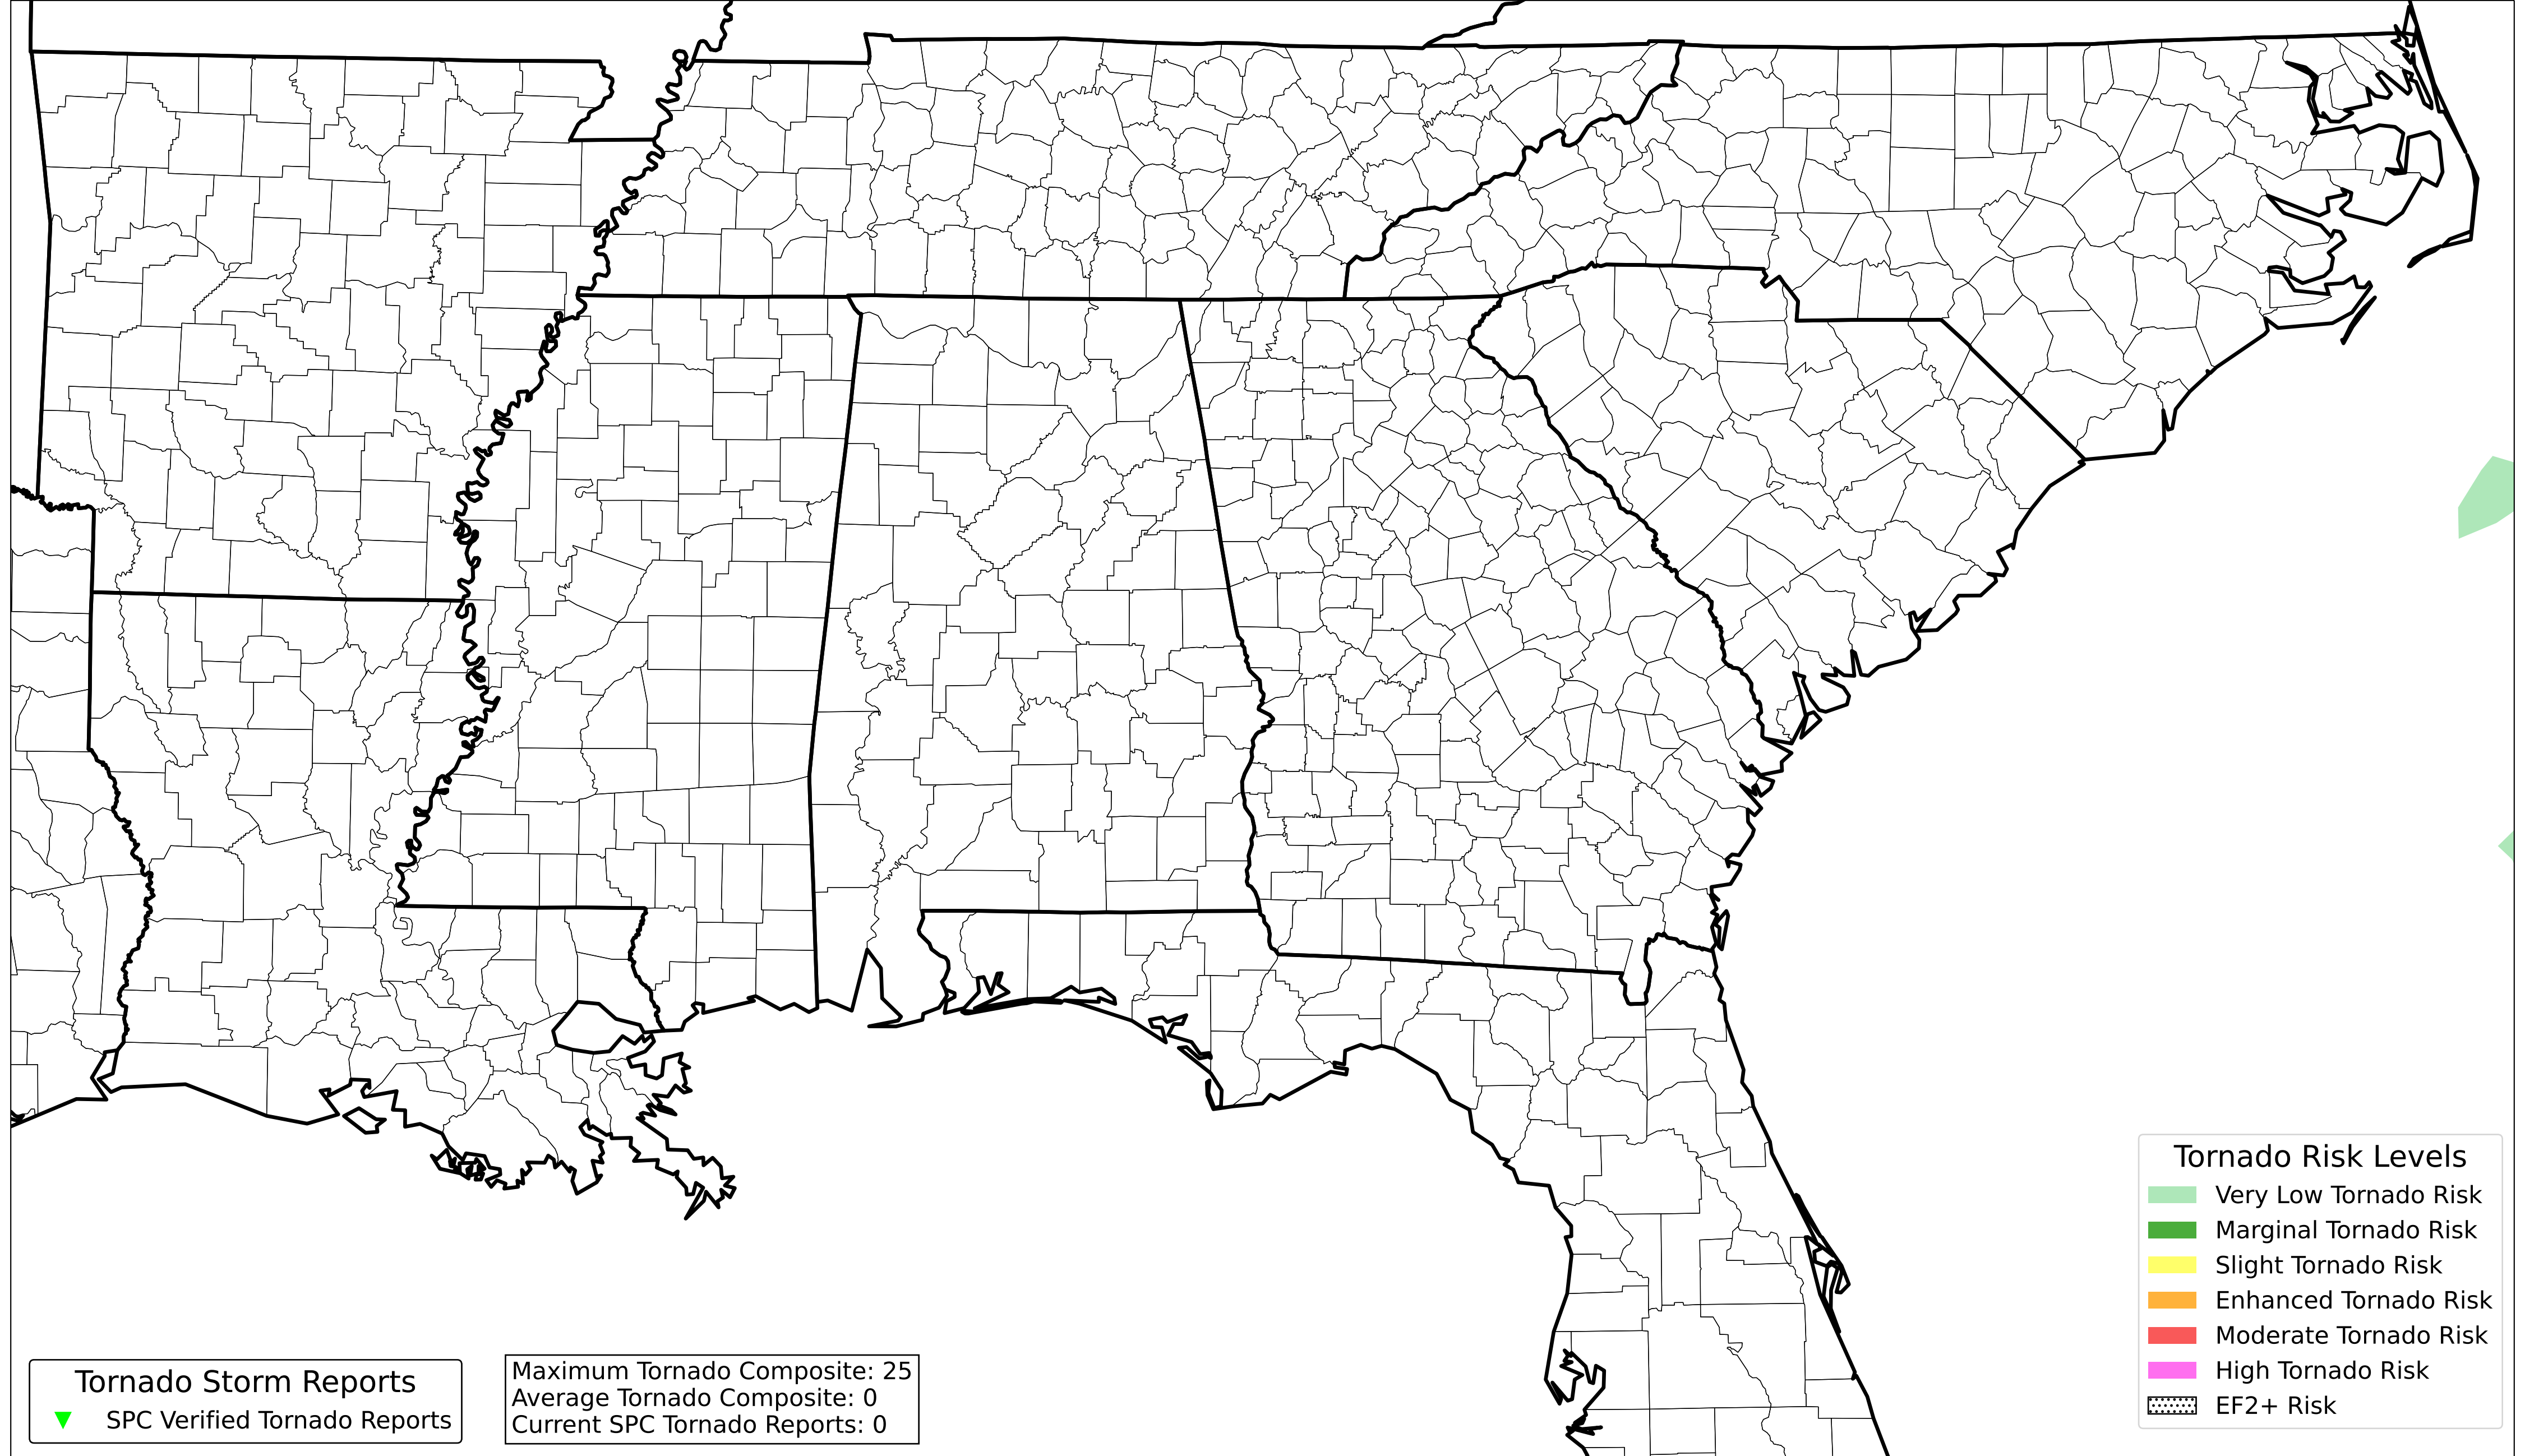 Tornado Storm Reports
SPC Verified Tornado Reports
Maximum Tornado Composite: 25
Average Tornado Composite: 0
Current SPC Tornado Reports: 0
Tornado Risk Levels
Very Low Tornado Risk
Marginal Tornado Risk
Slight Tornado Risk
Enhanced Tornado Risk
Moderate Tornado Risk
High Tornado Risk
EF2+ Risk